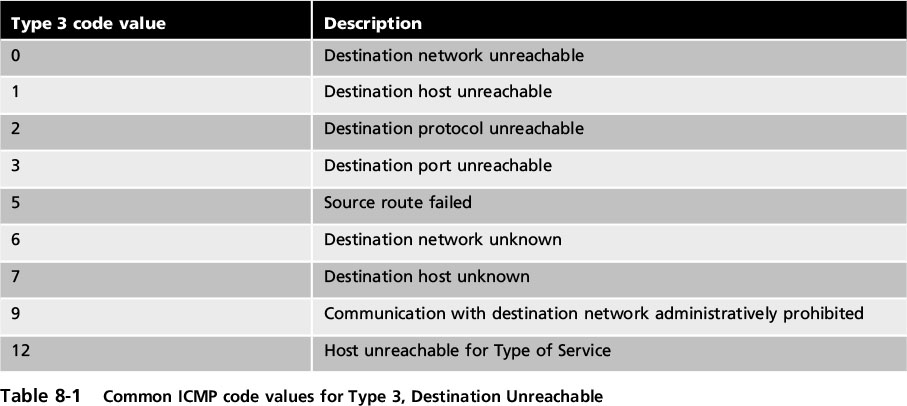 Type 3 code value Description
0 Destination network unreachable
1 Destination host unreachable
2 Destination protocol unreachable
3 Destination port unreachable
5 Source route failed
6 Destination network unknown
7 Destination host unknown
9 Communication with destination network administratively prohibited
12 Host unreachable for Type of Service
Table 8-1 Common ICMP code values for Type 3, Destination Unreachable